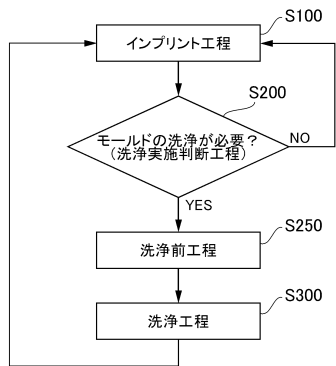 S100
インプリント工程
S200
モールドの洗浄が必要?
(洗浄実施判断工程)
NO
YES
S250
洗浄前工程
S300
洗浄工程